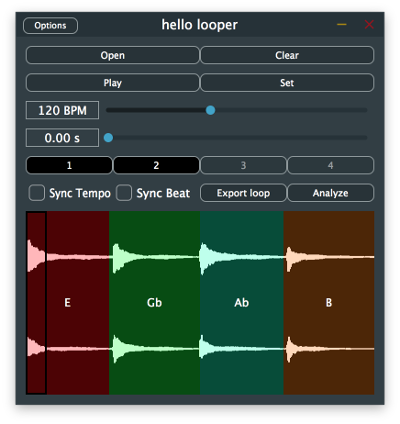 Options hello looper
Open Clear
Play Set
120 BPM
0.00 s
1 2 3 4
Sync Tempo Sync Beat Export loop Analyze
E Gb Ab B